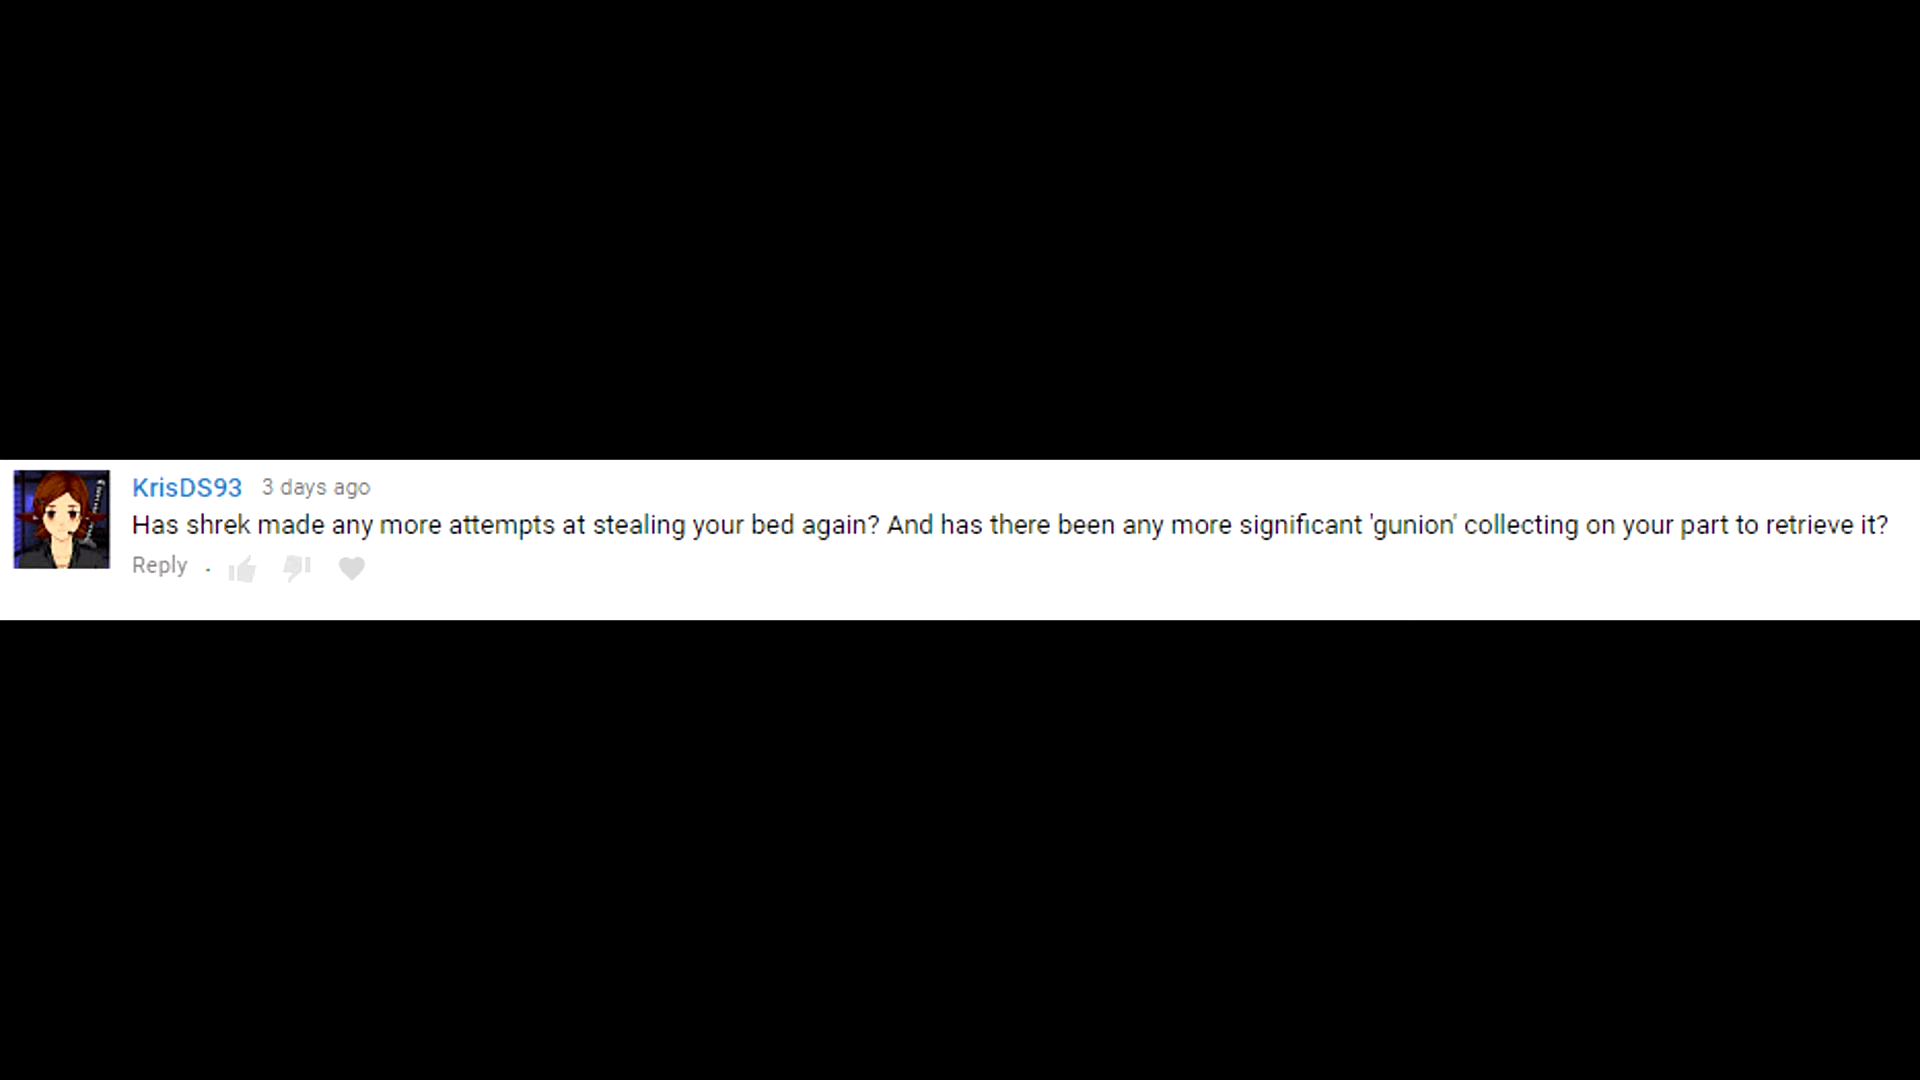 KrisDS93 3 days ago
Has shrek made any more attempts at stealing your bed again? And has there been any more significant 'gunion' collecting on your part to retrieve it?
Reply .